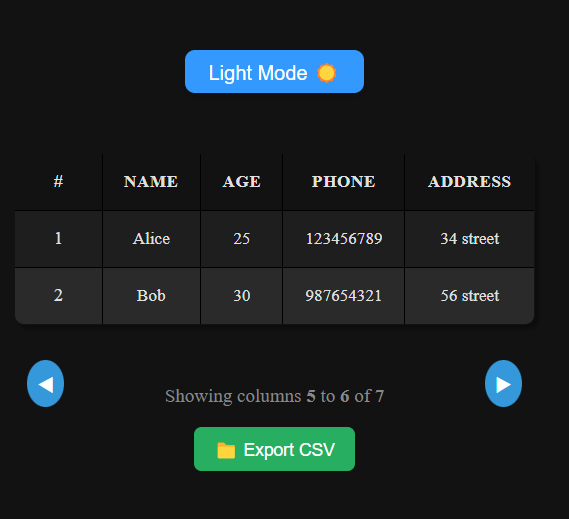 Light Mode ☀️
# NAME AGE PHONE ADDRESS
1 Alice 25 123456789 34 street
2 Bob 30 987654321 56 street
◀ ▶
Showing columns 5 to 6 of 7
📁 Export CSV